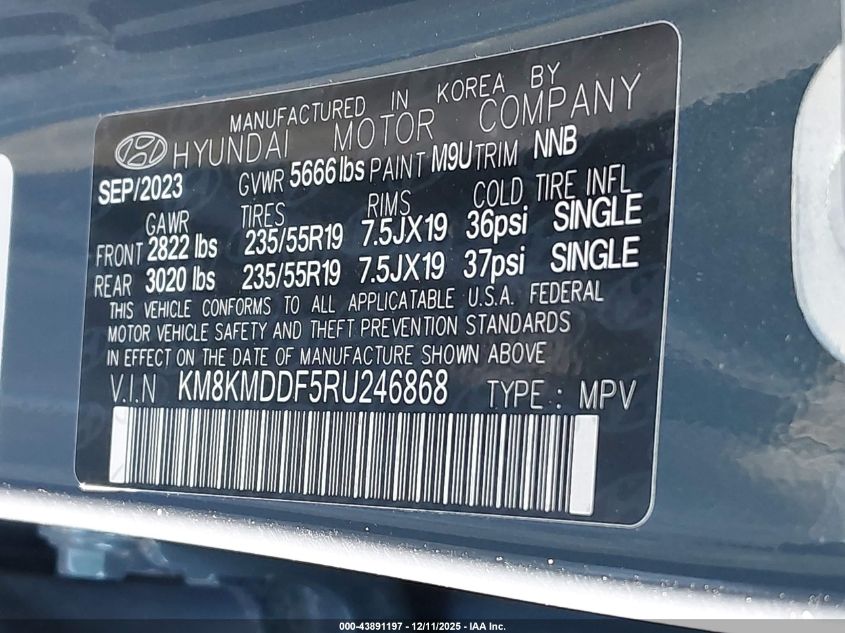 MANUFACTURED IN KOREA BY
HYUNDAI MOTOR COMPANY
SEP/2023 GVWR 5666 lbs PAINT M9U TRIM NNB
GAWR TIRES RIMS COLD TIRE INFL
FRONT 2822 lbs 235/55R19 7.5JX19 36psi SINGLE
REAR 3020 lbs 235/55R19 7.5JX19 37psi SINGLE
THIS VEHICLE CONFORMS TO ALL APPLICATABLE U.S.A. FEDERAL
MOTOR VEHICLE SAFETY AND THEFT PREVENTION STANDARDS
IN EFFECT ON THE DATE OF MANUFACTURE SHOWN ABOVE
V.I.N KM8KMDDF5RU246868 TYPE : MPV
000-43891197 - 12/11/2025 - IAA Inc.